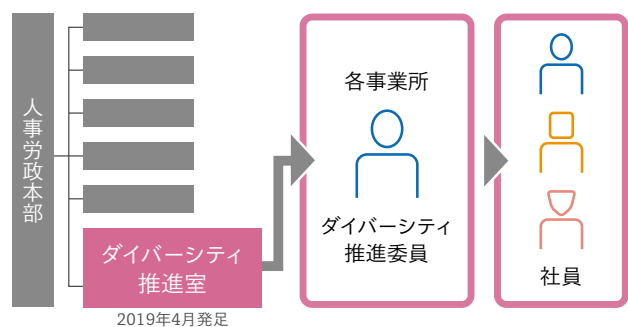 人事労政本部
ダイバーシティ
推進室
2019年4月発足
各事業所
ダイバーシティ
推進委員
社員